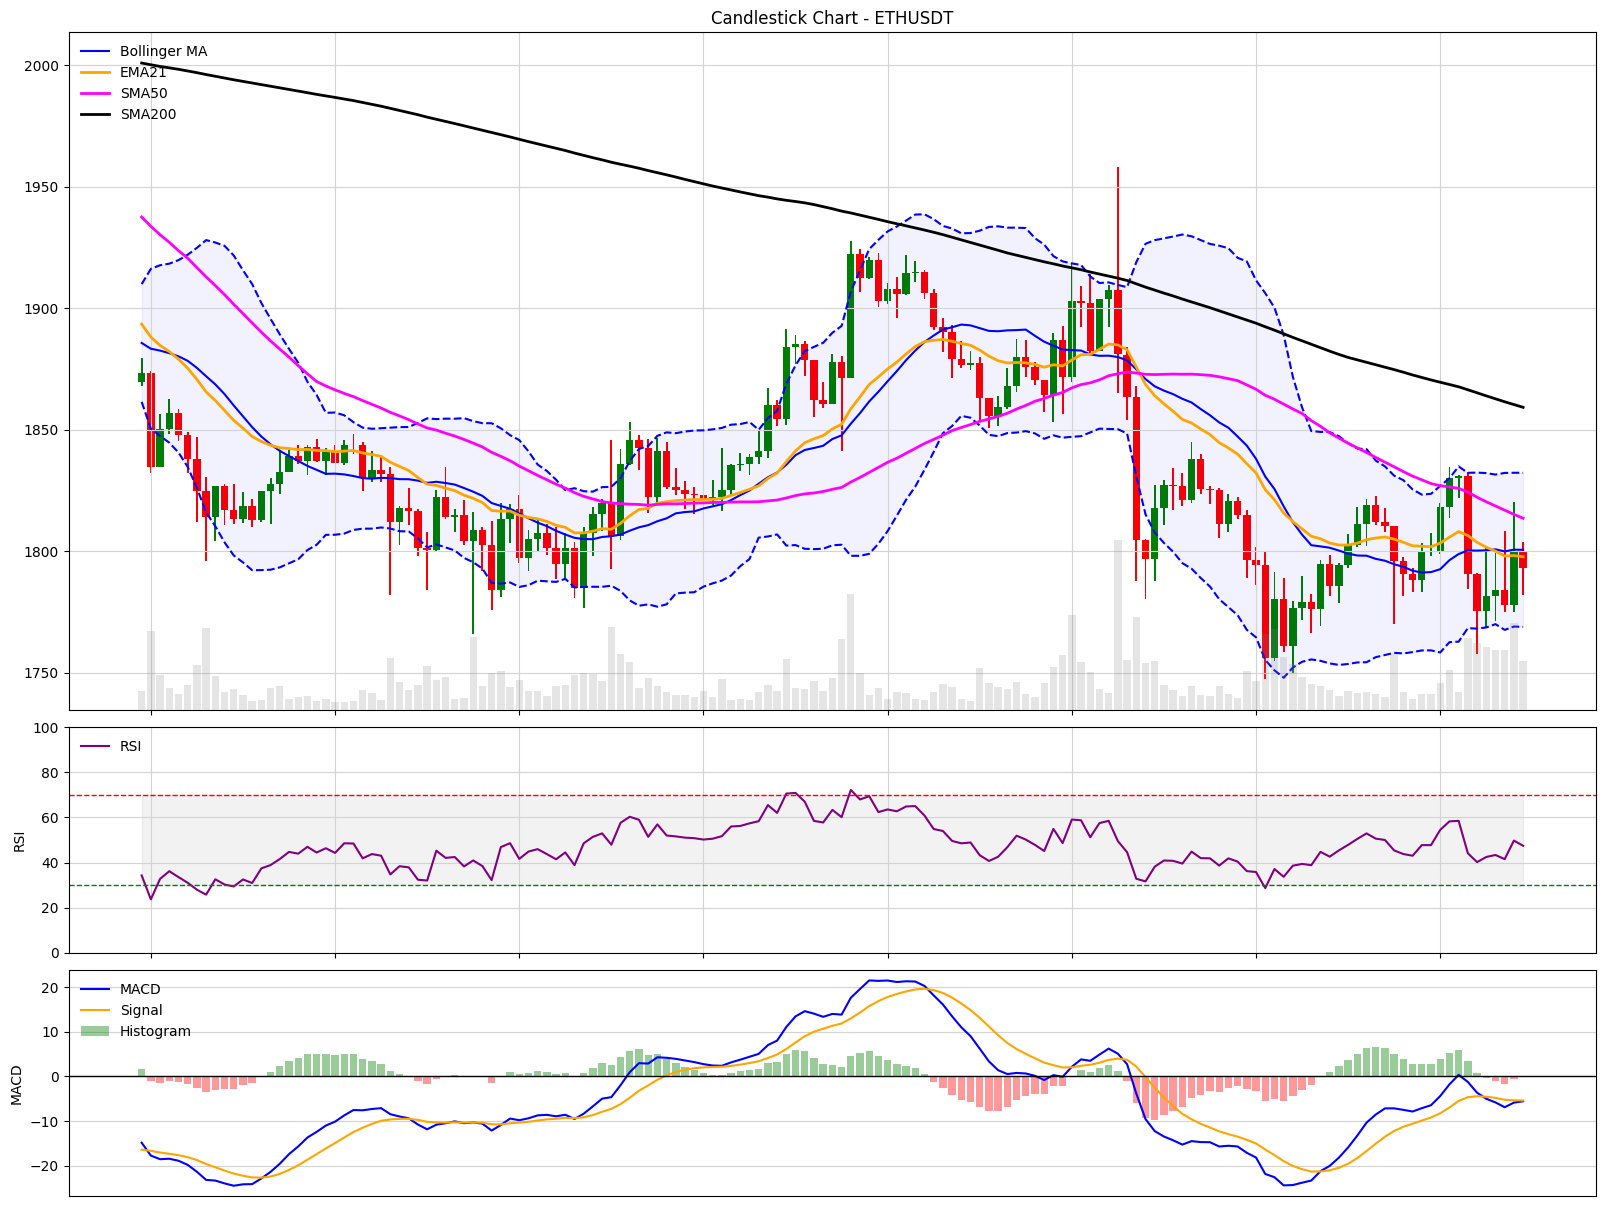 Candlestick Chart - ETHUSDT
Bollinger MA
EMA21
SMA50
SMA200
2000
1950
1900
1850
1800
1750
RSI
100
80
60
40
20
0
RSI
MACD
Signal
Histogram
20
10
0
−10
−20
MACD